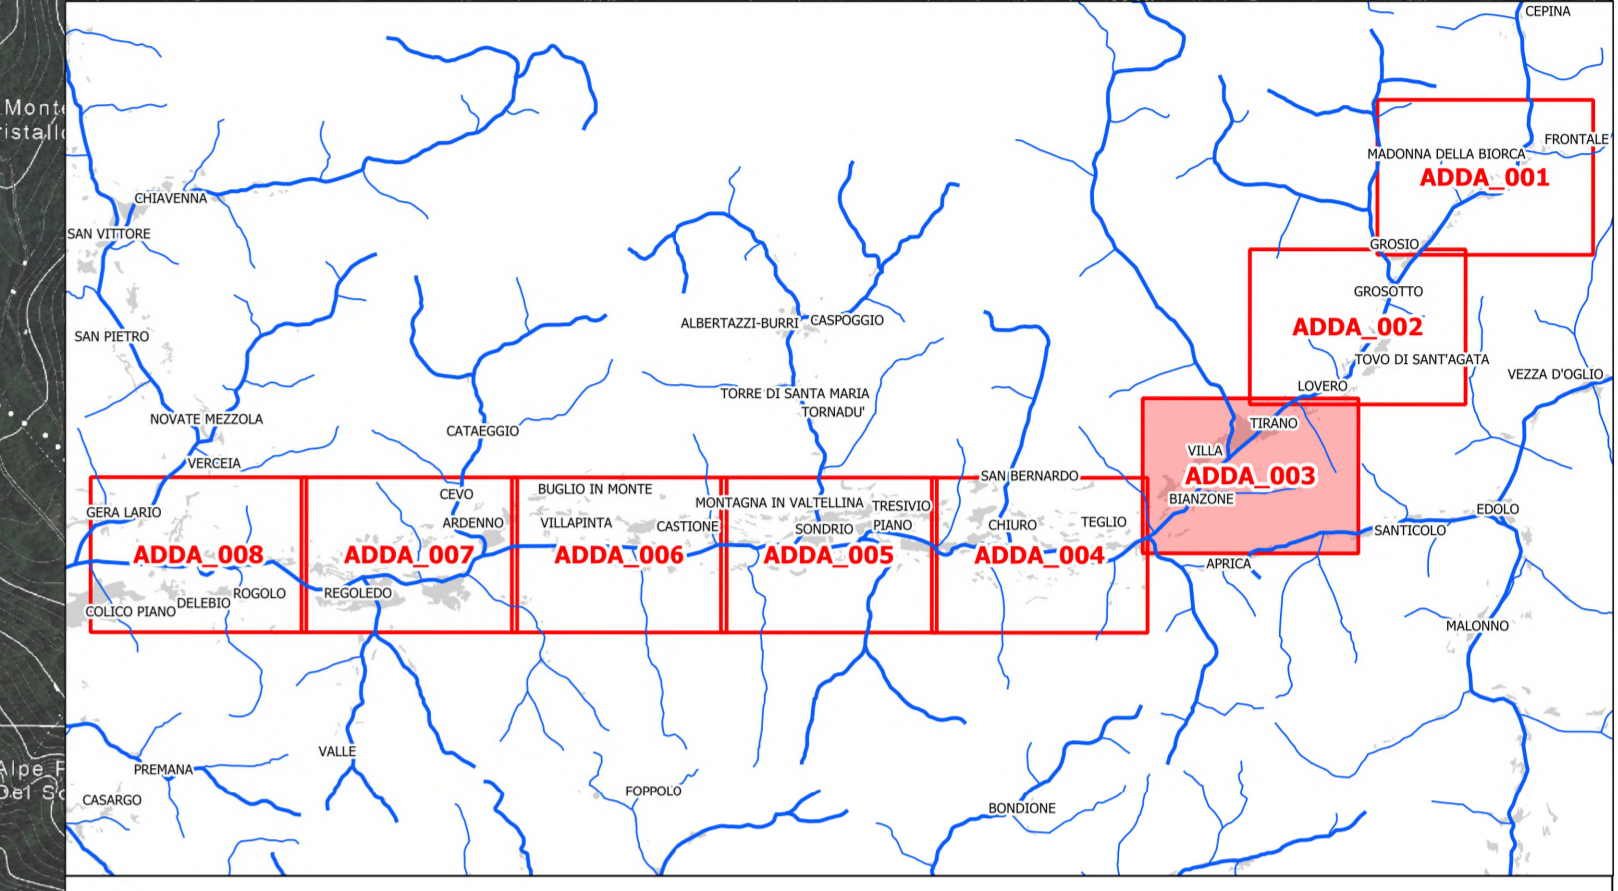 CEPINA
Monte
FRONTALE
MADONNA DELLA BIORCA
ADDA_001
CHIAVENNA
SAN VITTORE
GROSIO
GROSOTTO
ALBERTAZZI-BURRI
CASPOGGIO
ADDA_002
SAN PIETRO
TOVO DI SANT'AGATA
VEZZA D'OGLIO
LOVERO
TORRE DI SANTA MARIA
TORNADU'
NOVATE MEZZOLA
TIRANO
CATAEGGIO
VILLA
VERCEIA
SAN BERNARDO
ADDA_003
CEVO
BUGLIO IN MONTE
MONTAGNA IN VALTELLINA
TRESIVIO
BIANZONE
GERA LARIO
ARDENNO
VILLAPINTA
CASTIONE
SONDRIO
PIANO
CHIURO
TEGLIO
EDOLO
SANTICOLO
ADDA_008
ADDA_007
ADDA_006
ADDA_005
ADDA_004
APRICA
ROGOLO
REGOLEDO
DELEBIO
COLICO PIANO
MALONNO
VALLE
PREMANA
Alpe
FOPPOLO
CASARGO
BONDIONE